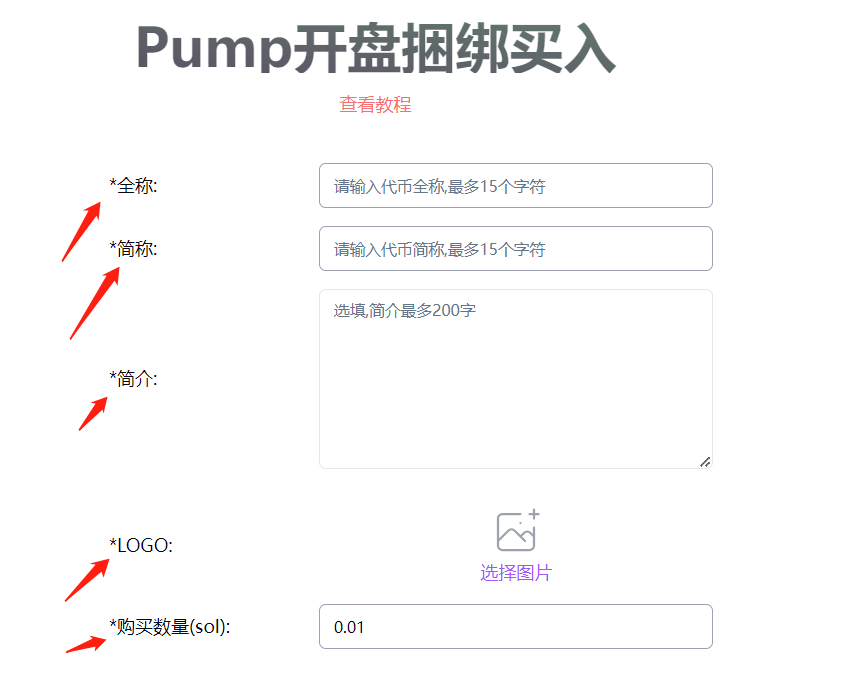 Pump开盘捆绑买入
查看教程
*全称:
请输入代币全称,最多15个字符
*简称:
请输入代币简称,最多15个字符
*简介:
选填,简介最多200字
*LOGO:
选择图片
*购买数量(sol):
0.01